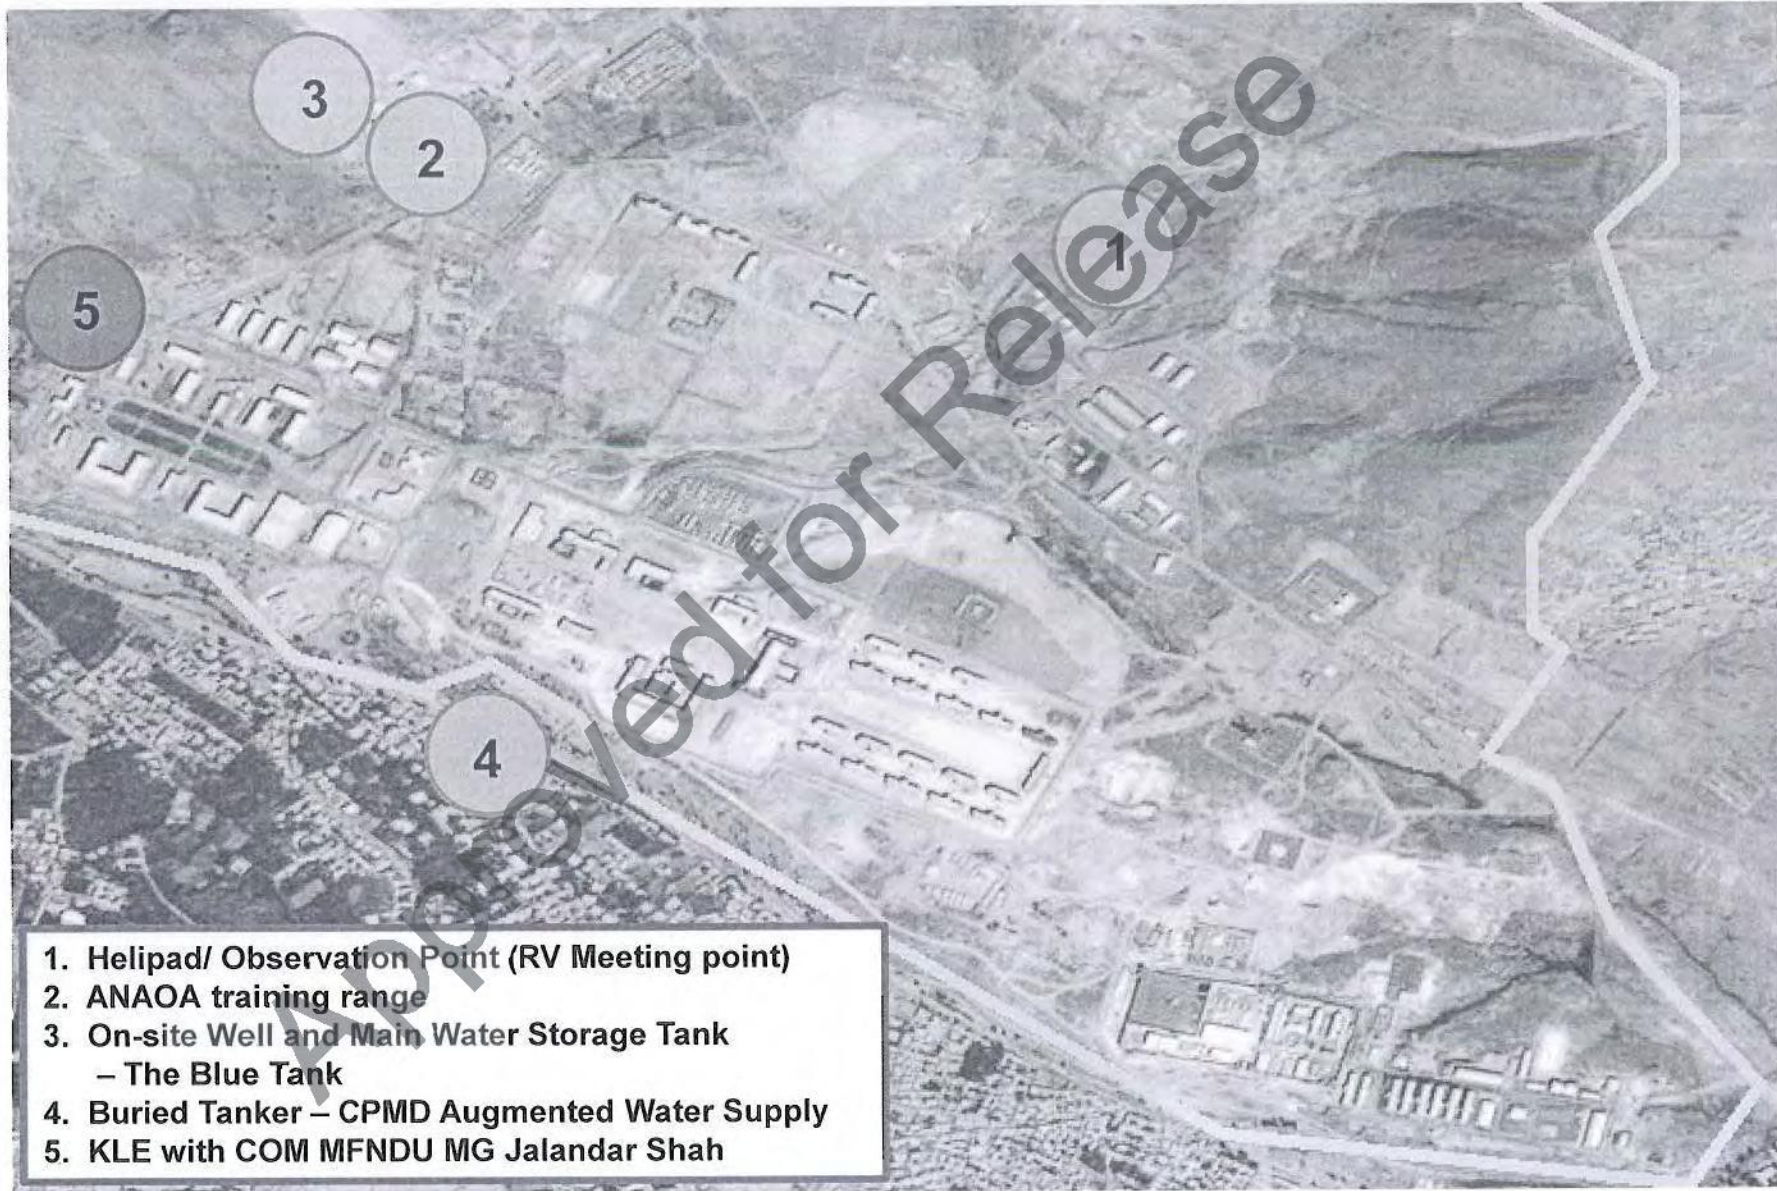 3
2
1
5
4
Approved for Release
1. Helipad/ Observation Point (RV Meeting point)
2. ANAOA training range
3. On-site Well and Main Water Storage Tank
– The Blue Tank
4. Buried Tanker – CPMD Augmented Water Supply
5. KLE with COM MFNDU MG Jalandar Shah